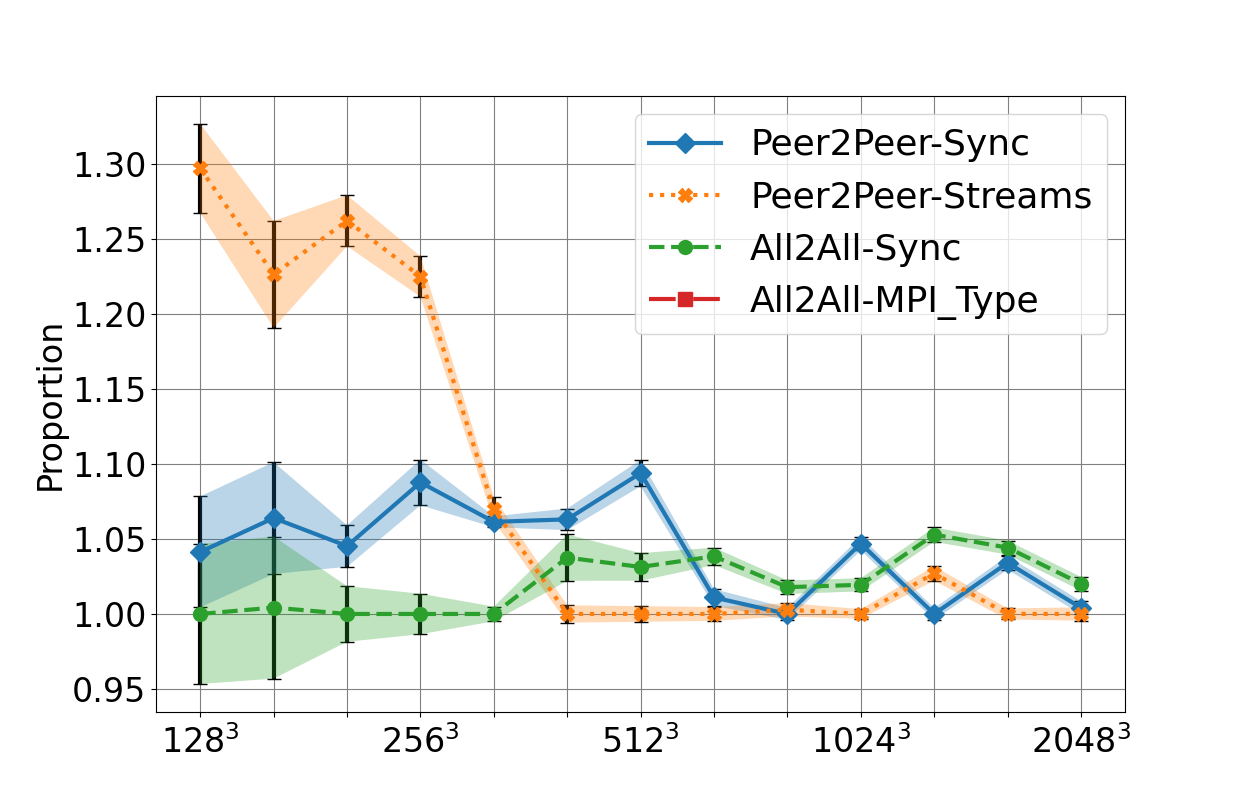 Proportion
1.30
1.25
1.20
1.15
1.10
1.05
1.00
0.95
Peer2Peer-Sync
Peer2Peer-Streams
All2All-Sync
All2All-MPI_Type
128³ 256³ 512³ 1024³ 2048³